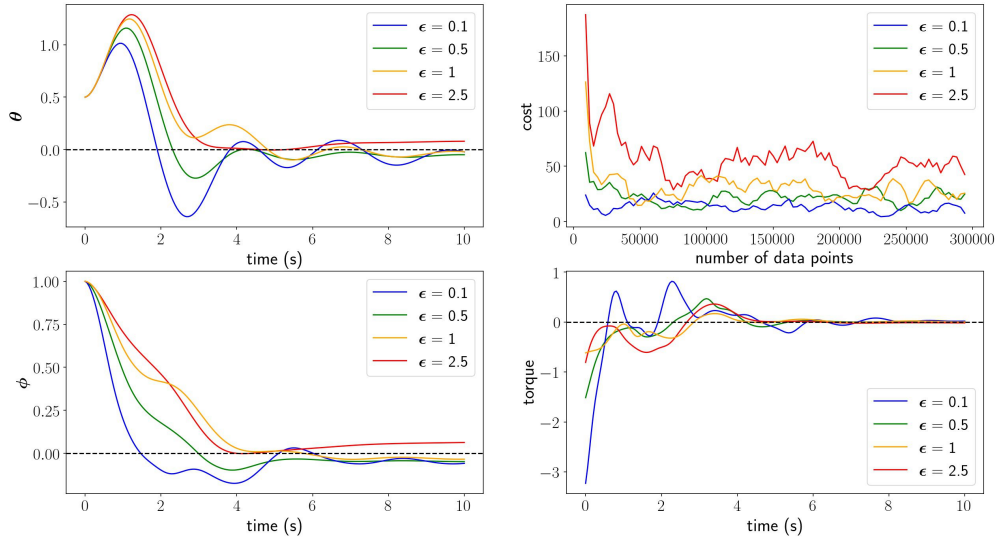 1.0
0.5
0.0
−0.5
θ
0 2 4 6 8 10
time (s)
ϵ = 0.1
ϵ = 0.5
ϵ = 1
ϵ = 2.5
150
100
50
0
cost
0 50000 100000 150000 200000 250000 300000
number of data points
ϵ = 0.1
ϵ = 0.5
ϵ = 1
ϵ = 2.5
1.00
0.75
0.50
0.25
0.00
ϕ
0 2 4 6 8 10
time (s)
ϵ = 0.1
ϵ = 0.5
ϵ = 1
ϵ = 2.5
1
0
−1
−2
−3
torque
0 2 4 6 8 10
time (s)
ϵ = 0.1
ϵ = 0.5
ϵ = 1
ϵ = 2.5